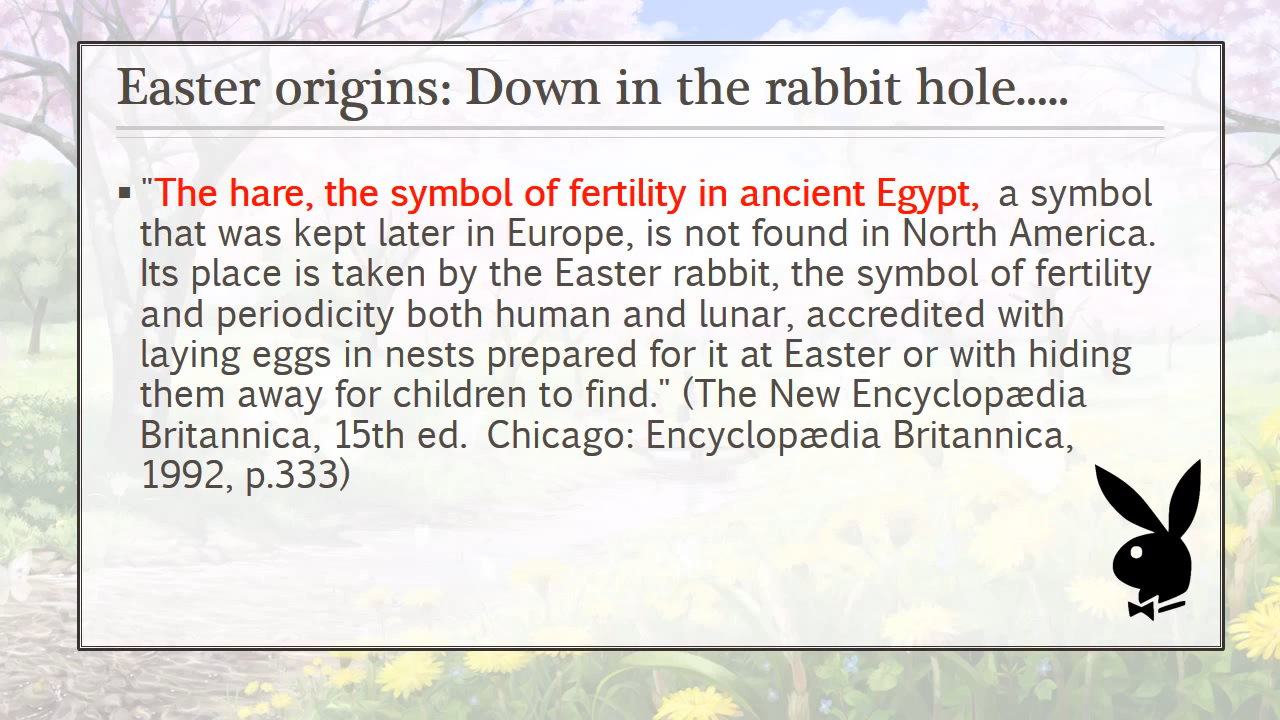 Easter origins: Down in the rabbit hole.....
▪ "The hare, the symbol of fertility in ancient Egypt, a symbol
that was kept later in Europe, is not found in North America.
Its place is taken by the Easter rabbit, the symbol of fertility
and periodicity both human and lunar, accredited with
laying eggs in nests prepared for it at Easter or with hiding
them away for children to find." (The New Encyclopædia
Britannica, 15th ed. Chicago: Encyclopædia Britannica,
1992, p.333)